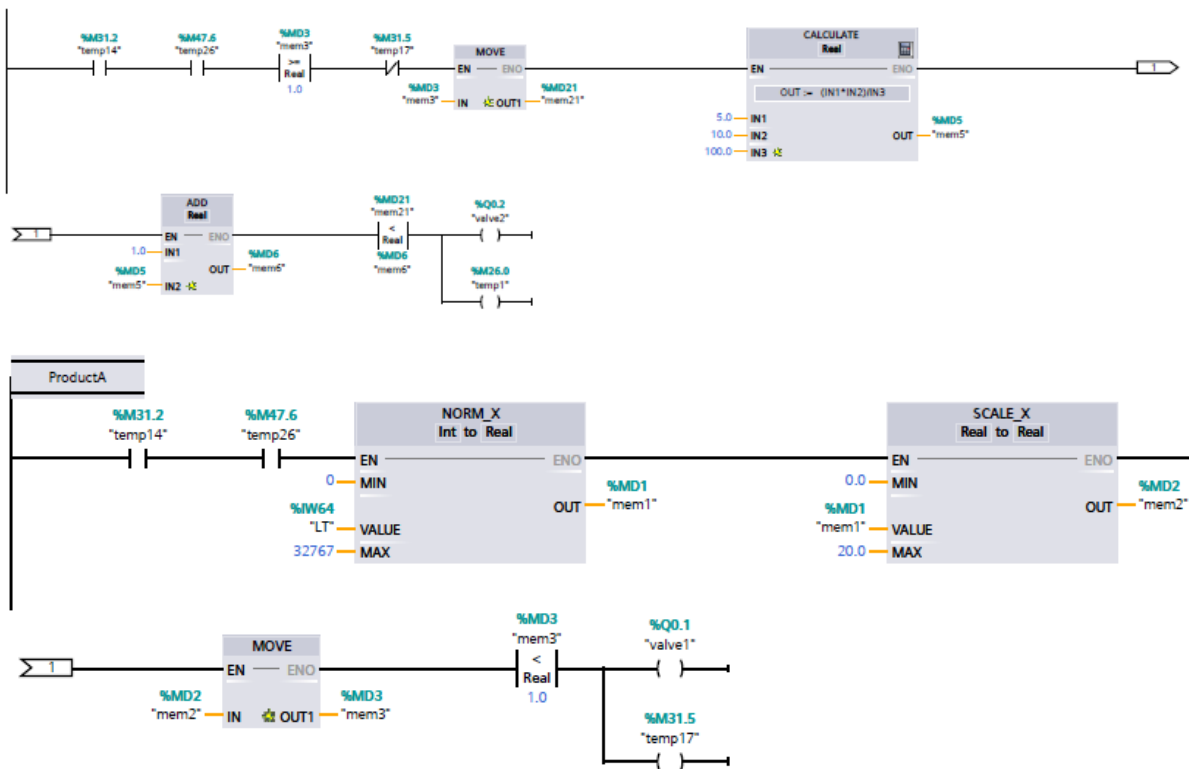 %M31.2 %M47.6 %MD3 %M31.5
"temp14" "temp26" "mem3" "temp17"
>=
Real
1.0
MOVE
EN ENO
%MD3 %MD21
"mem3" IN OUT1 "mem21"
CALCULATE
Real
EN ENO
OUT := (IN1*IN2)/IN3
5.0 IN1
%MD5
10.0 IN2 OUT "mem5"
100.0 IN3
1
1
ADD
Real
EN ENO
1.0 IN1
%MD6
OUT "mem6"
%MD5
"mem5" IN2
%MD21
"mem21"
<
Real
%MD6
"mem6"
%Q0.2
"valve2"
%M26.0
"temp1"
ProductA
%M31.2 %M47.6
"temp14" "temp26"
NORM_X
Int to Real
EN ENO
0 MIN
%MD1
OUT "mem1"
%IW64
"LT" VALUE
32767 MAX
SCALE_X
Real to Real
EN ENO
0.0 MIN
%MD2
OUT "mem2"
%MD1
"mem1" VALUE
20.0 MAX
1
MOVE
EN ENO
%MD2 %MD3
"mem2" IN OUT1 "mem3"
%MD3
"mem3"
<
Real
1.0
%Q0.1
"valve1"
%M31.5
"temp17"